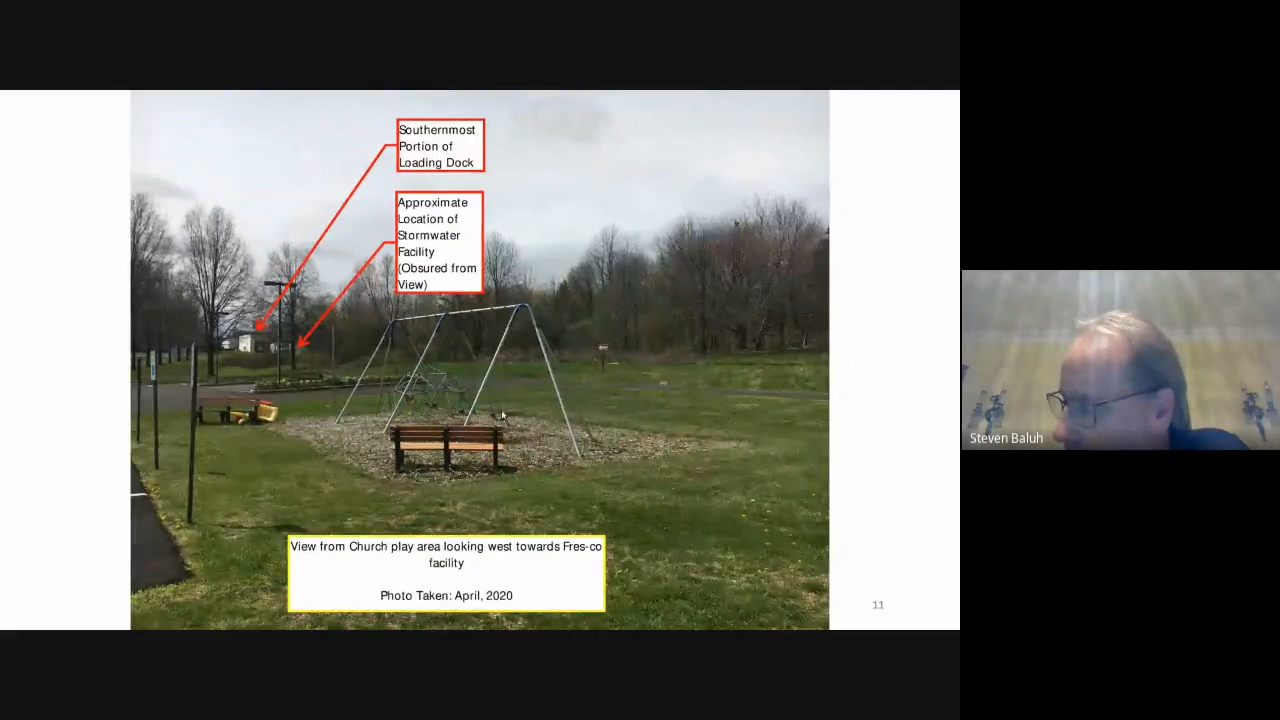 Southernmost
Portion of
Loading Dock
Approximate
Location of
Stormwater
Facility
(Obsured from
View)
View from Church play area looking west towards Fres-co
facility
Photo Taken: April, 2020
11
Steven Baluh